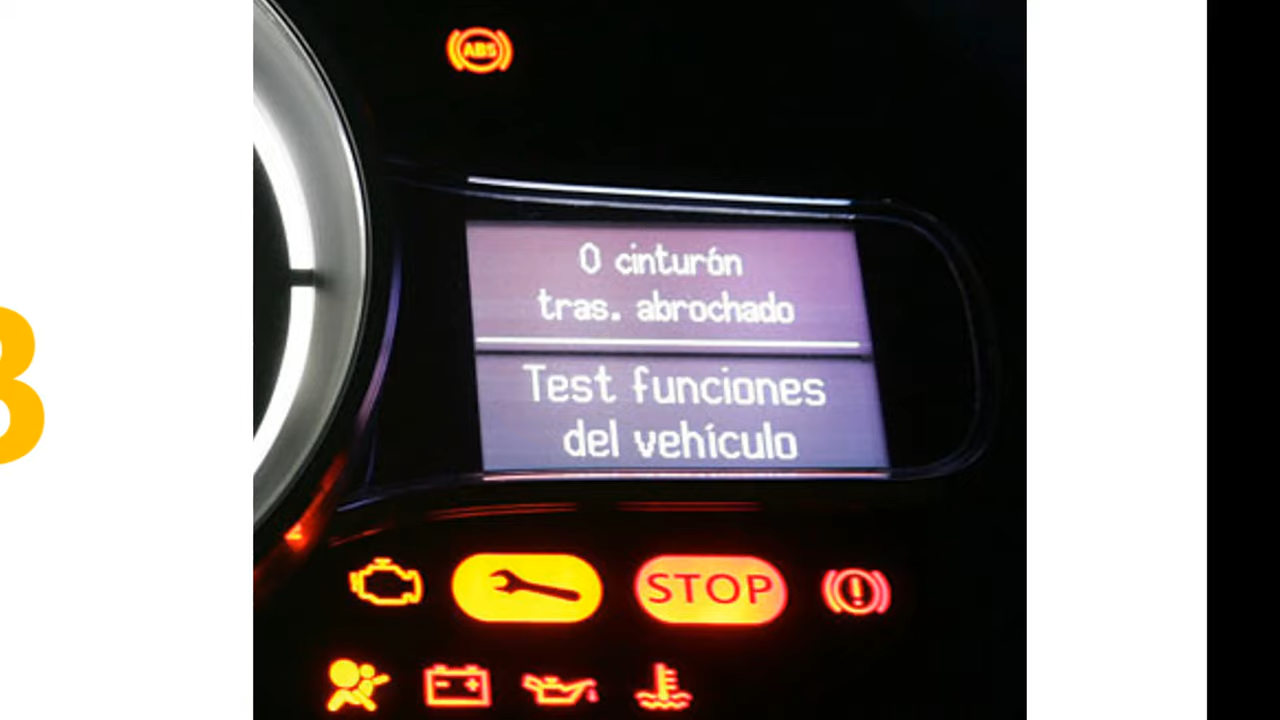 ABS
0 cinturón
tras. abrochado
Test funciones
del vehículo
STOP